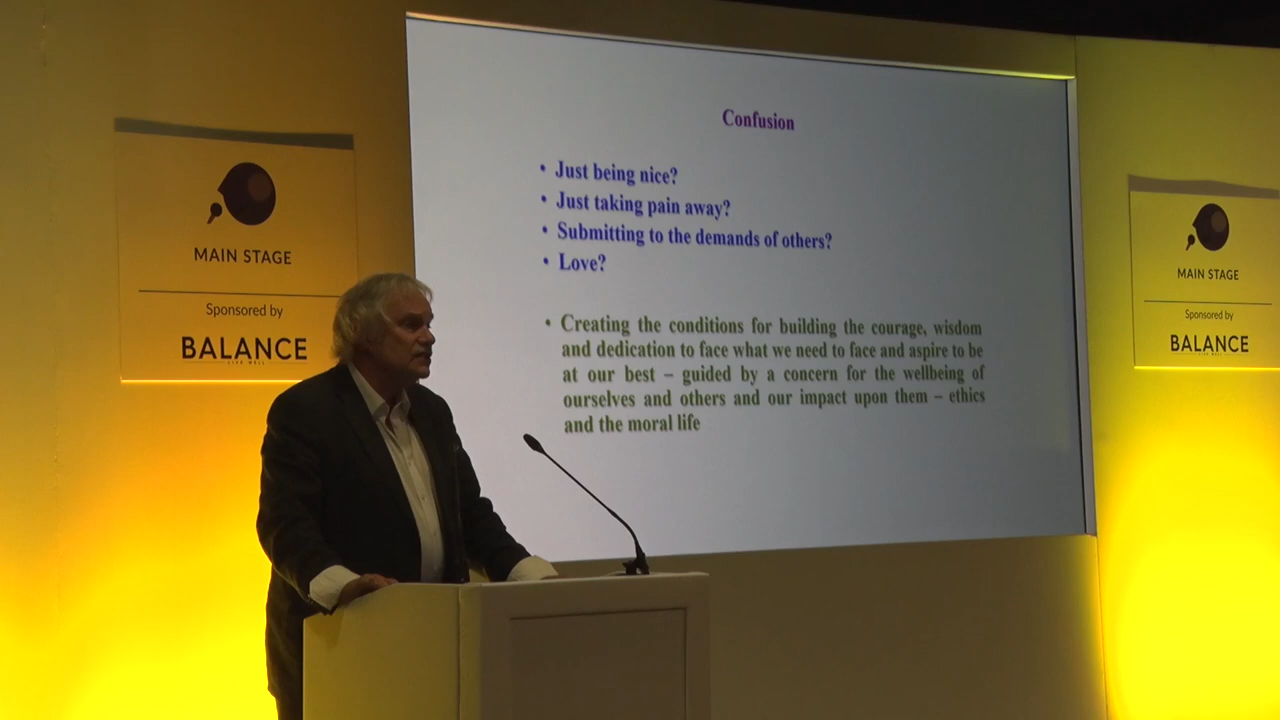 Confusion
• Just being nice?
• Just taking pain away?
• Submitting to the demands of others?
• Love?
• Creating the conditions for building the courage, wisdom
and dedication to face what we need to face and aspire to be
at our best – guided by a concern for the wellbeing of
ourselves and others and our impact upon them – ethics
and the moral life
MAIN STAGE
Sponsored by
BALANCE
LIVE WELL
MAIN STAGE
Sponsored by
BALANCE